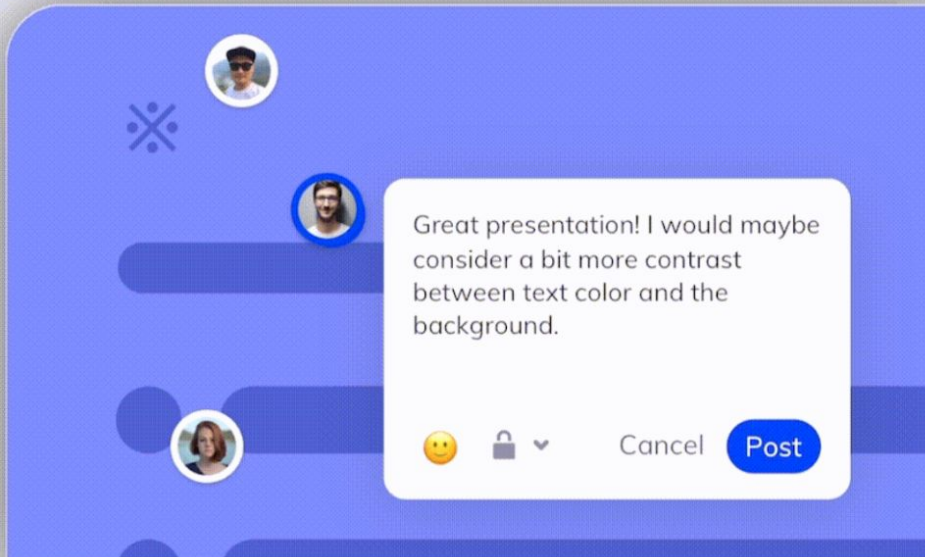 ※
Great presentation! I would maybe
consider a bit more contrast
between text color and the
background.
Cancel Post